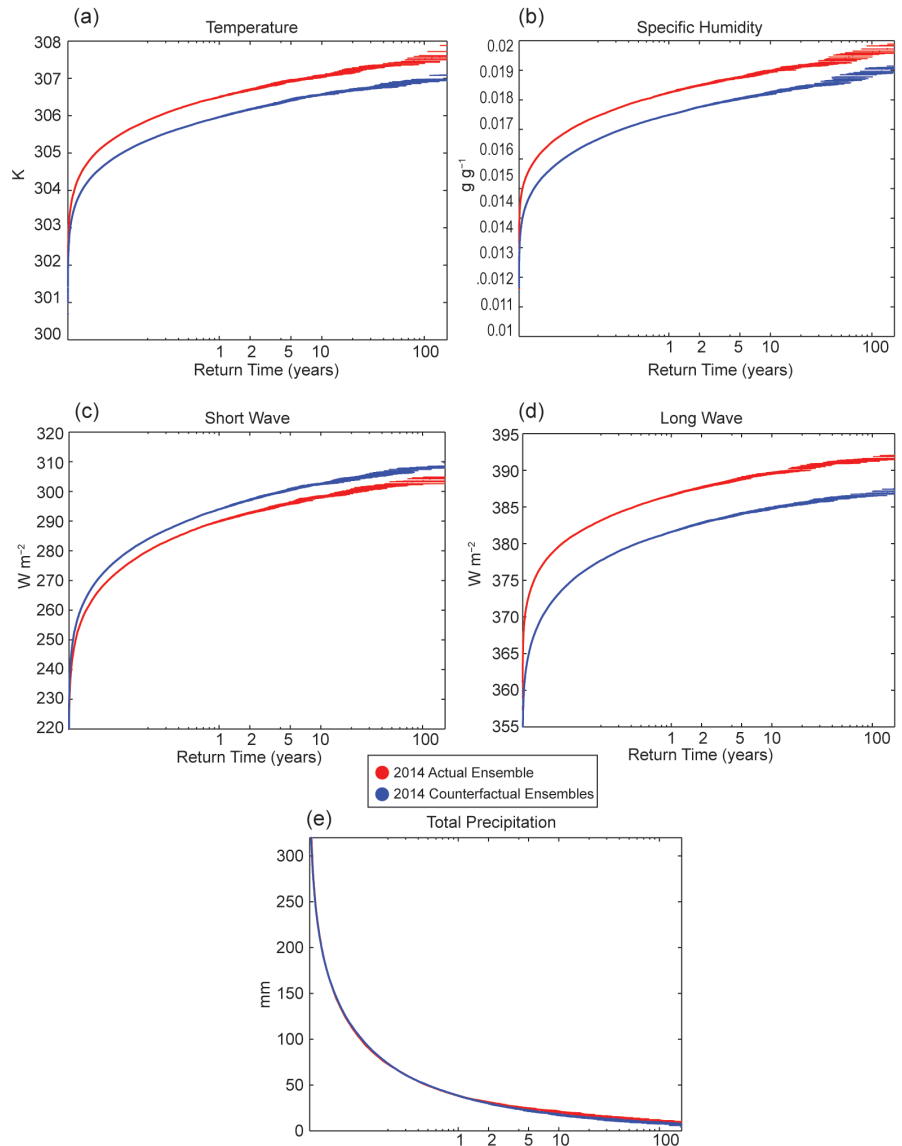 (a)
Temperature
308
307
306
305
304
303
302
301
300
K
1 2 5 10 100
Return Time (years)
(b)
Specific Humidity
0.02
0.019
0.018
0.017
0.016
0.015
0.014
0.013
.0.012
0.011
0.01
g g⁻¹
1 2 5 10 100
Return Time (years)
(c)
Short Wave
320
310
300
290
280
270
260
250
240
230
220
W m⁻²
1 2 5 10 100
Return Time (years)
(d)
Long Wave
395
390
385
380
375
370
365
360
355
W m⁻²
1 2 5 10 100
Return Time (years)
2014 Actual Ensemble
2014 Counterfactual Ensembles
(e)
Total Precipitation
300
250
200
150
100
50
0
mm
1 2 5 10 100